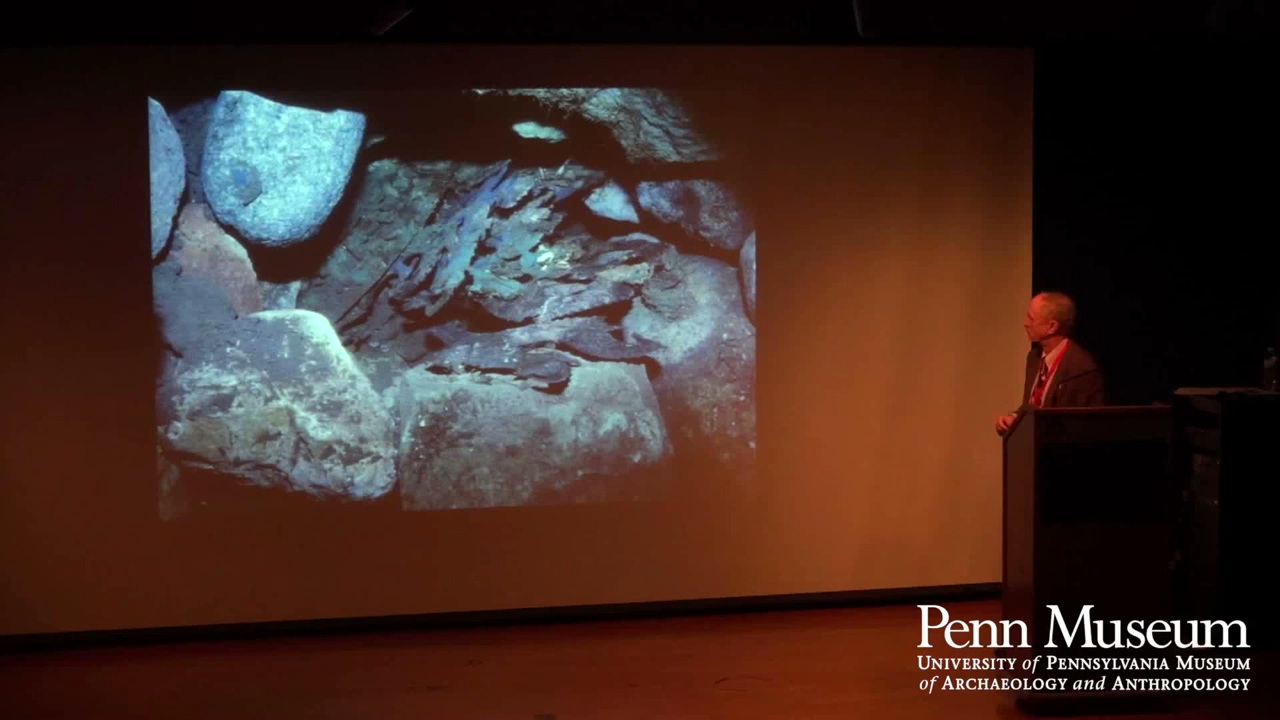 Penn Museum
UNIVERSITY of PENNSYLVANIA MUSEUM
of ARCHAEOLOGY and ANTHROPOLOGY